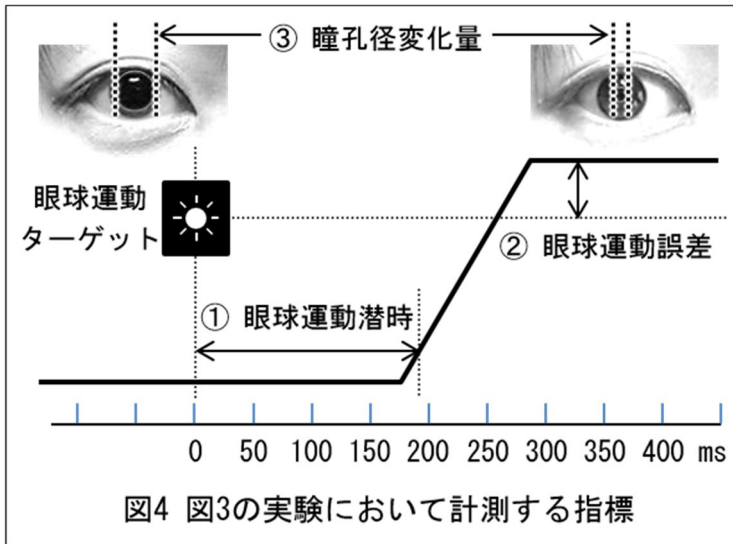 ③ 瞳孔径変化量
眼球運動
ターゲット
② 眼球運動誤差
① 眼球運動潜時
0 50 100 150 200 250 300 350 400 ms
図4 図3の実験において計測する指標